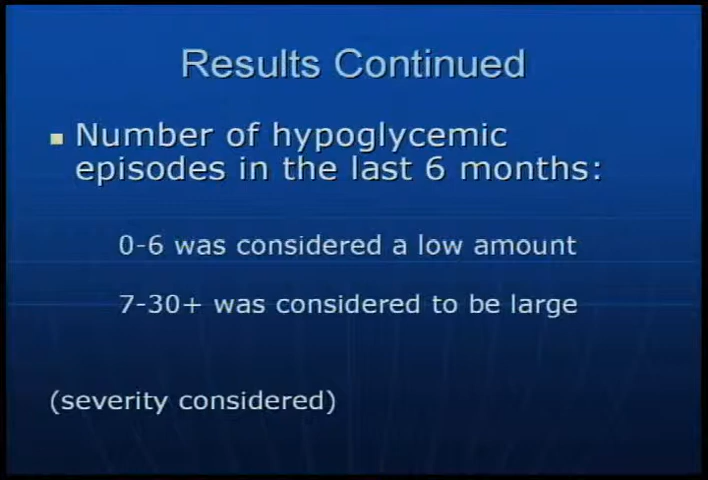 Results Continued
Number of hypoglycemic
episodes in the last 6 months:
0-6 was considered a low amount
7-30+ was considered to be large
(severity considered)